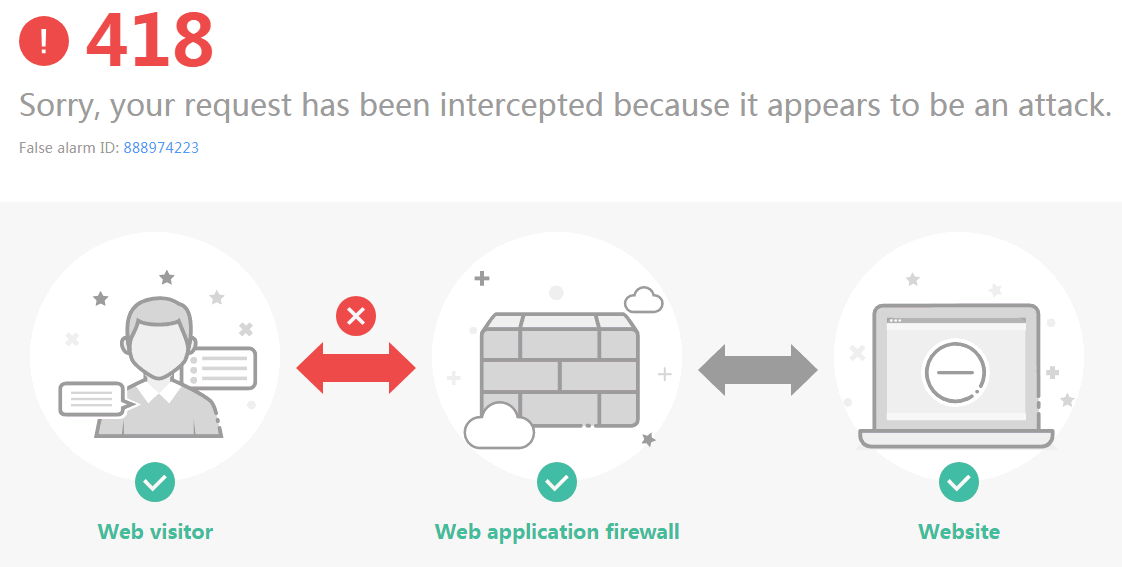 418
Sorry, your request has been intercepted because it appears to be an attack.
False alarm ID: 888974223
Web visitor
Web application firewall
Website